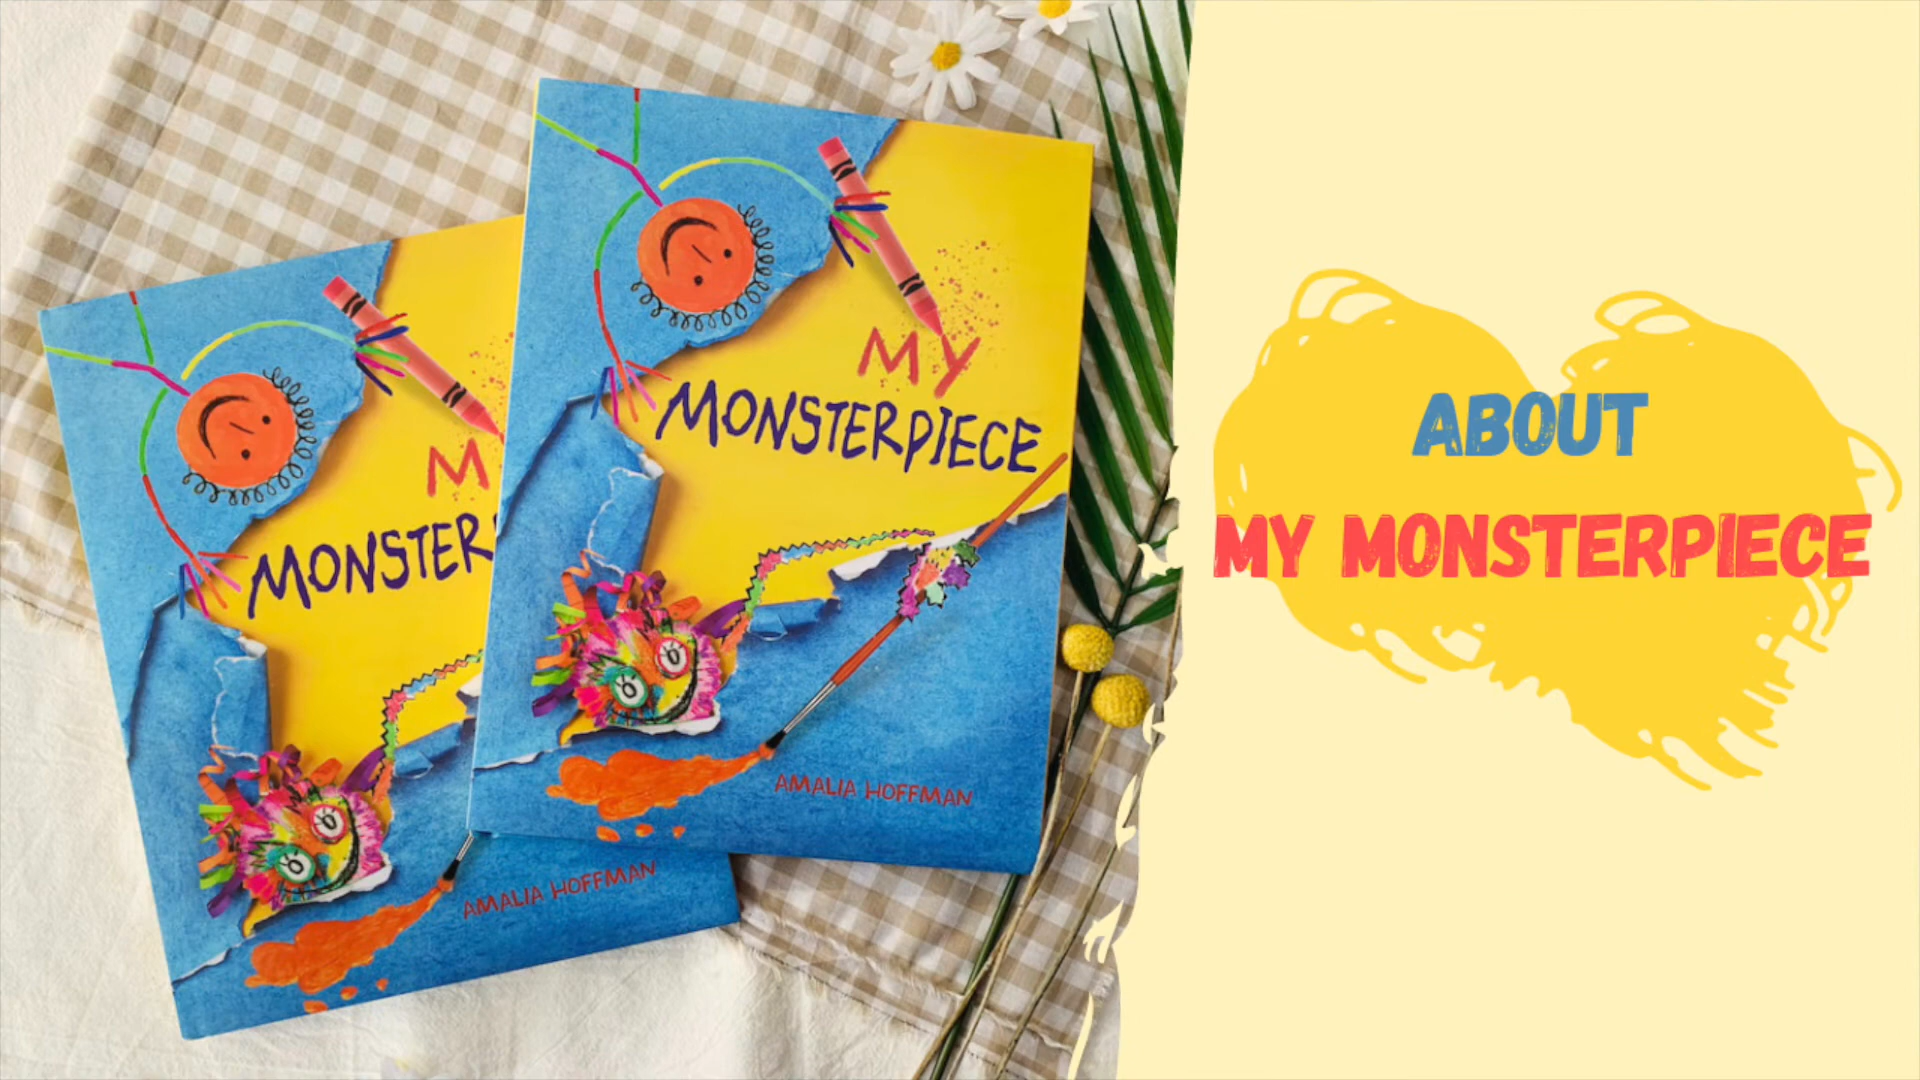 MY
MONSTERPIECE
AMALIA HOFFMAN
M
MONSTER
AMALIA HOFFMAN
ABOUT
MY MONSTERPIECE